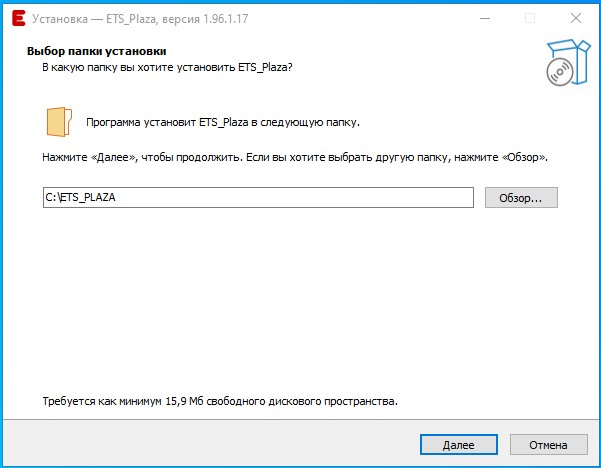 Установка — ETS_Plaza, версия 1.96.1.17
Выбор папки установки
В какую папку вы хотите установить ETS_Plaza?
Программа установит ETS_Plaza в следующую папку.
Нажмите «Далее», чтобы продолжить. Если вы хотите выбрать другую папку, нажмите «Обзор».
C:\ETS_PLAZA
Обзор...
Требуется как минимум 15,9 Мб свободного дискового пространства.
Далее
Отмена